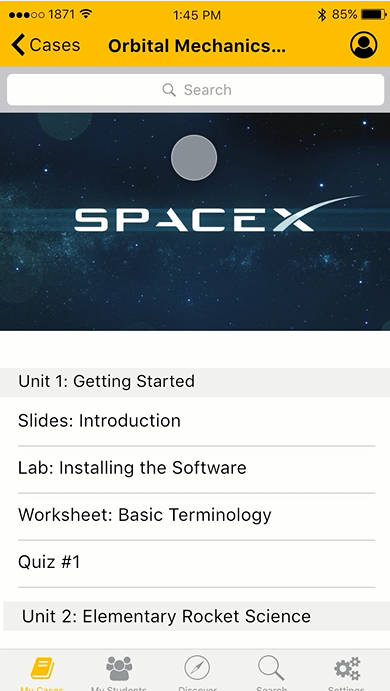 1871 1:45 PM 85%
Cases Orbital Mechanics...
Search
SPACEX
Unit 1: Getting Started
Slides: Introduction
Lab: Installing the Software
Worksheet: Basic Terminology
Quiz #1
Unit 2: Elementary Rocket Science
My Cases My Students Discover Search Settings